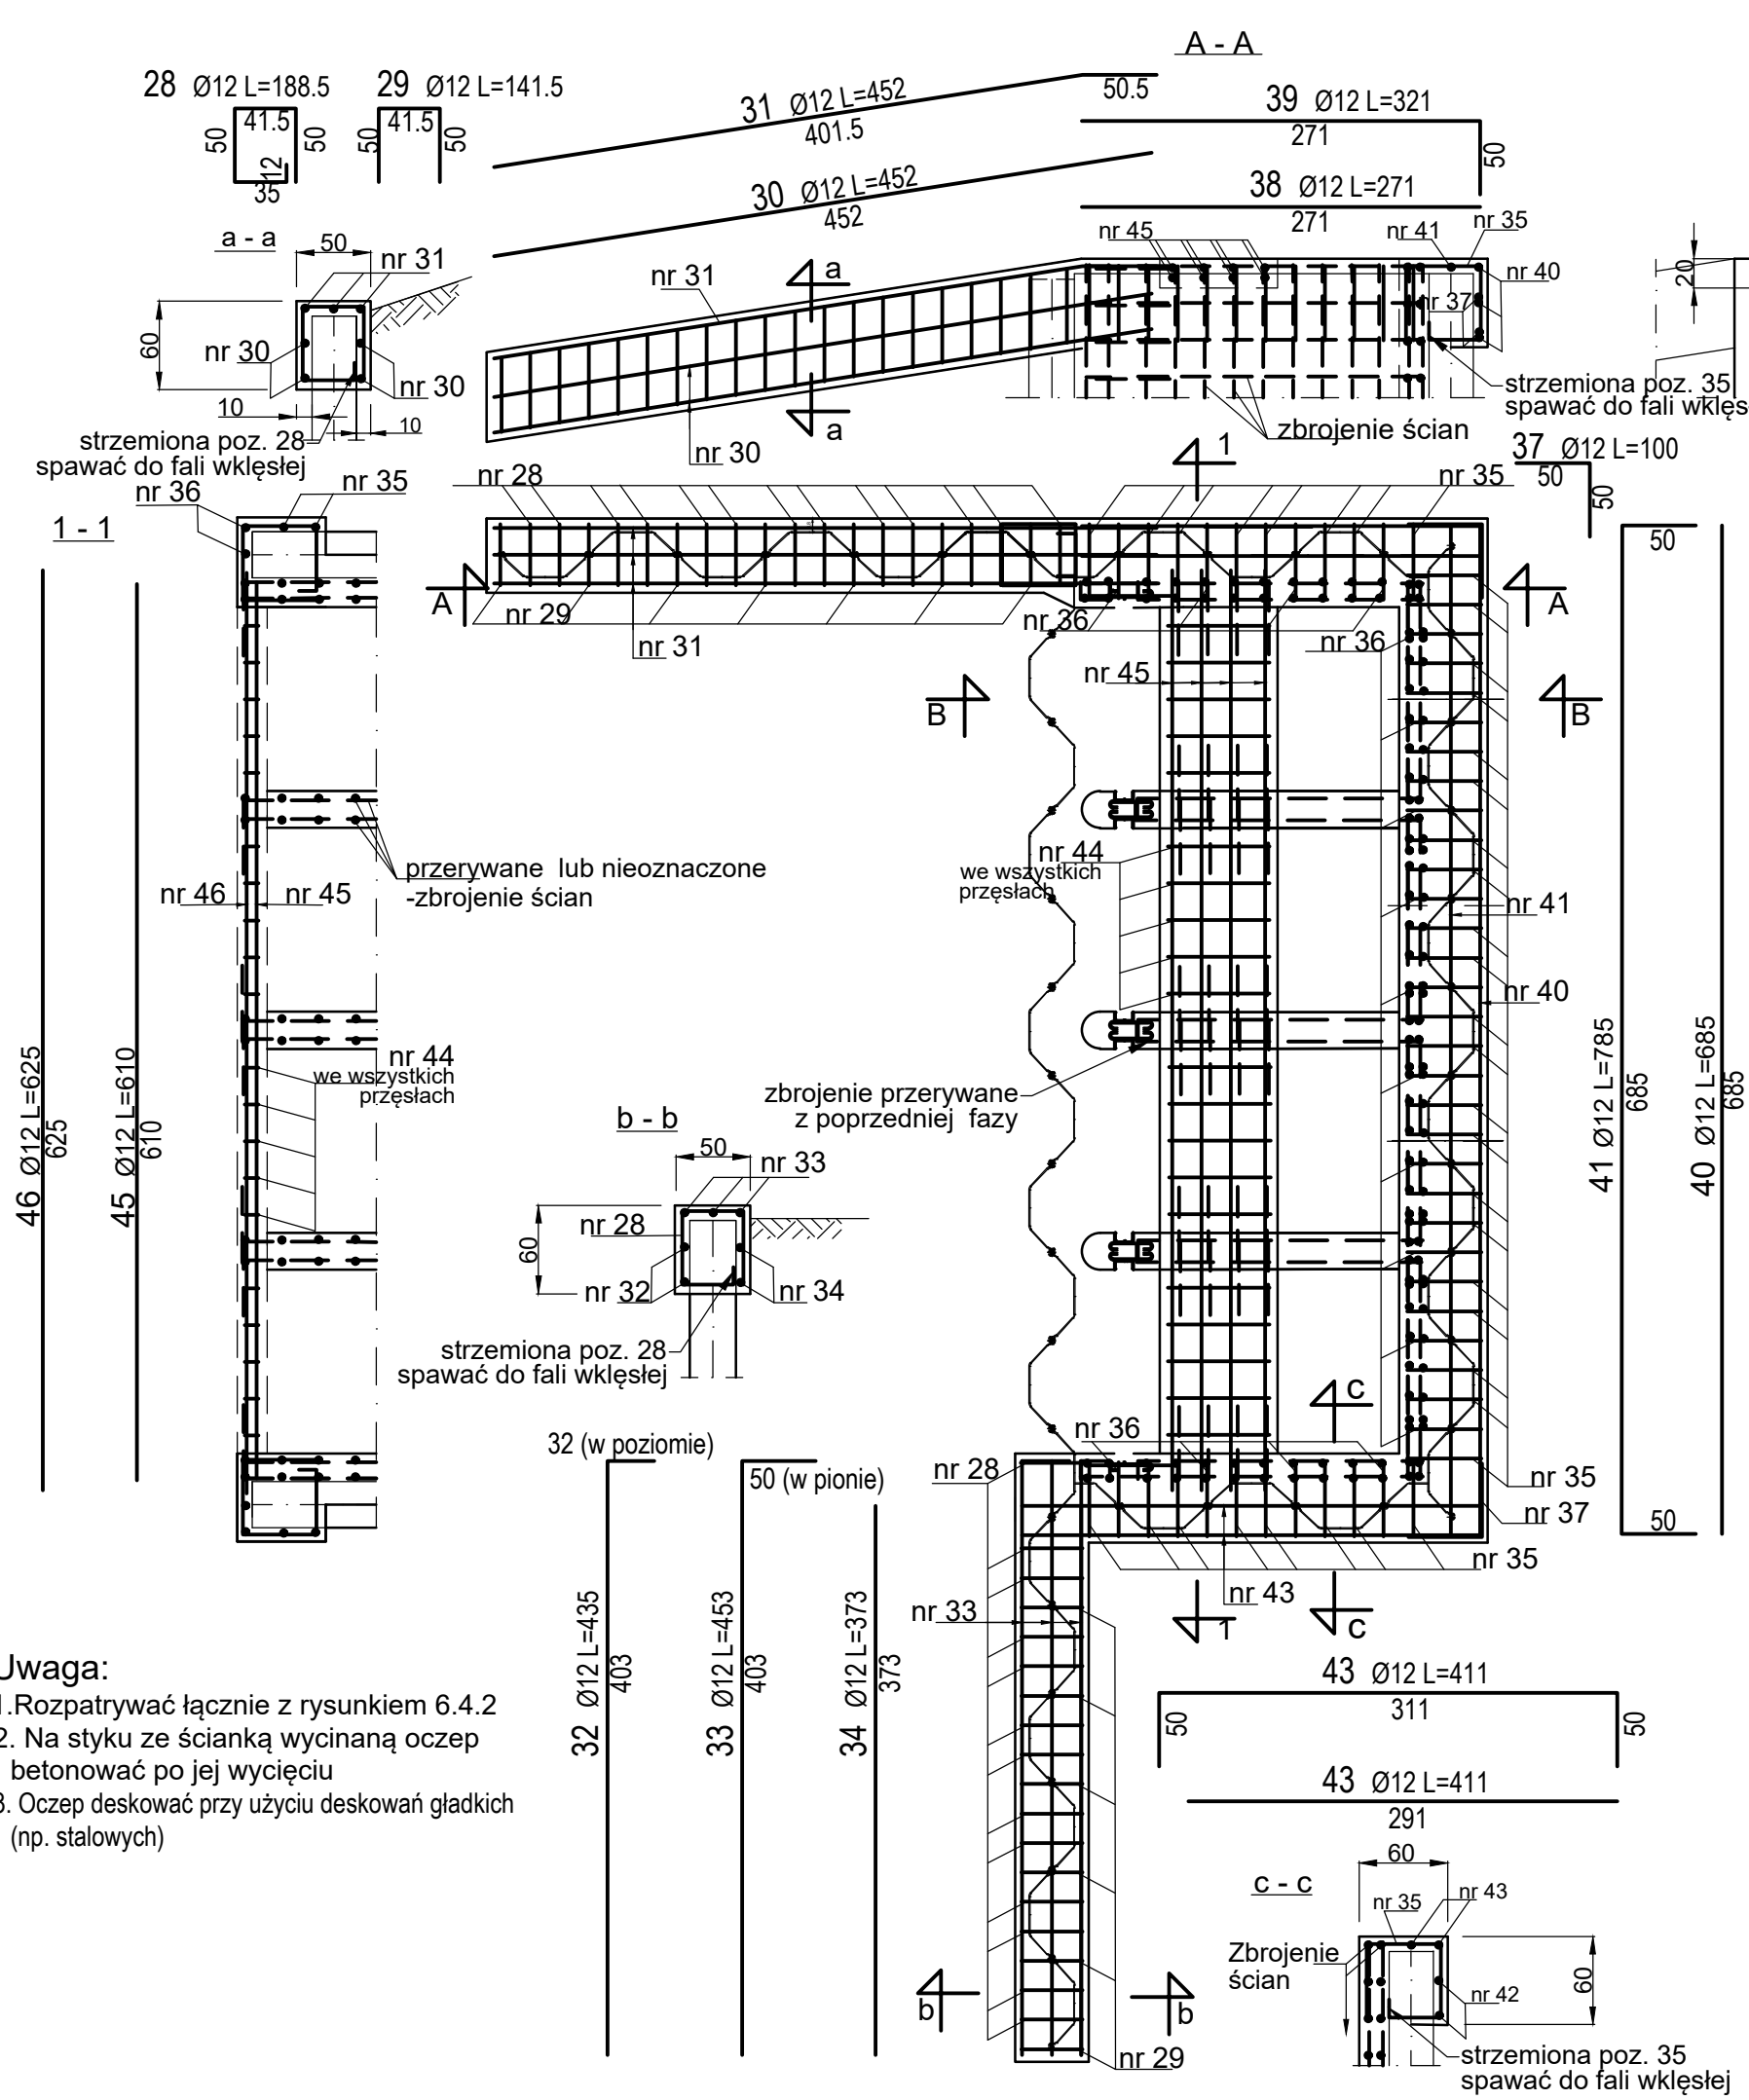 A - A
28 Ø12 L=188.5
41.5
50
50
12
35
29 Ø12 L=141.5
41.5
50
50
31 Ø12 L=452
401.5
50.5
30 Ø12 L=452
452
39 Ø12 L=321
271
50
38 Ø12 L=271
271
a - a
50
nr 31
60
nr 30
nr 30
10
10
strzemiona poz. 28
spawać do fali wklęsłej
nr 31
a
a
nr 30
nr 45
nr 41
nr 35
nr 40
nr 37
20
strzemiona poz. 35
spawać do fali wklęs
zbrojenie ścian
37 Ø12 L=100
50
50
1 - 1
nr 36
nr 35
nr 28
1
nr 35
A
A
nr 29
nr 31
nr 36
nr 36
nr 45
B
B
nr 46
nr 45
przerywane lub nieoznaczone
-zbrojenie ścian
nr 44
we wszystkich
przęsłach
nr 41
nr 40
nr 44
we wszystkich
przęsłach
zbrojenie przerywane
z poprzedniej fazy
46 Ø12 L=625
625
45 Ø12 L=610
610
50
41 Ø12 L=785
685
50
40 Ø12 L=685
685
b - b
50
nr 33
nr 28
60
nr 32
nr 34
strzemiona poz. 28
spawać do fali wklęsłej
c
nr 36
nr 28
nr 35
nr 37
nr 35
nr 43
nr 33
1
c
32 (w poziomie)
50 (w pionie)
32 Ø12 L=435
403
33 Ø12 L=453
403
34 Ø12 L=373
373
43 Ø12 L=411
311
50
50
43 Ø12 L=411
291
Uwaga:
1.Rozpatrywać łącznie z rysunkiem 6.4.2
2. Na styku ze ścianką wycinaną oczep
betonować po jej wycięciu
3. Oczep deskować przy użyciu deskowań gładkich
(np. stalowych)
c - c
60
nr 35
nr 43
Zbrojenie
ścian
60
nr 42
strzemiona poz. 35
spawać do fali wklęsłej
b
b
nr 29